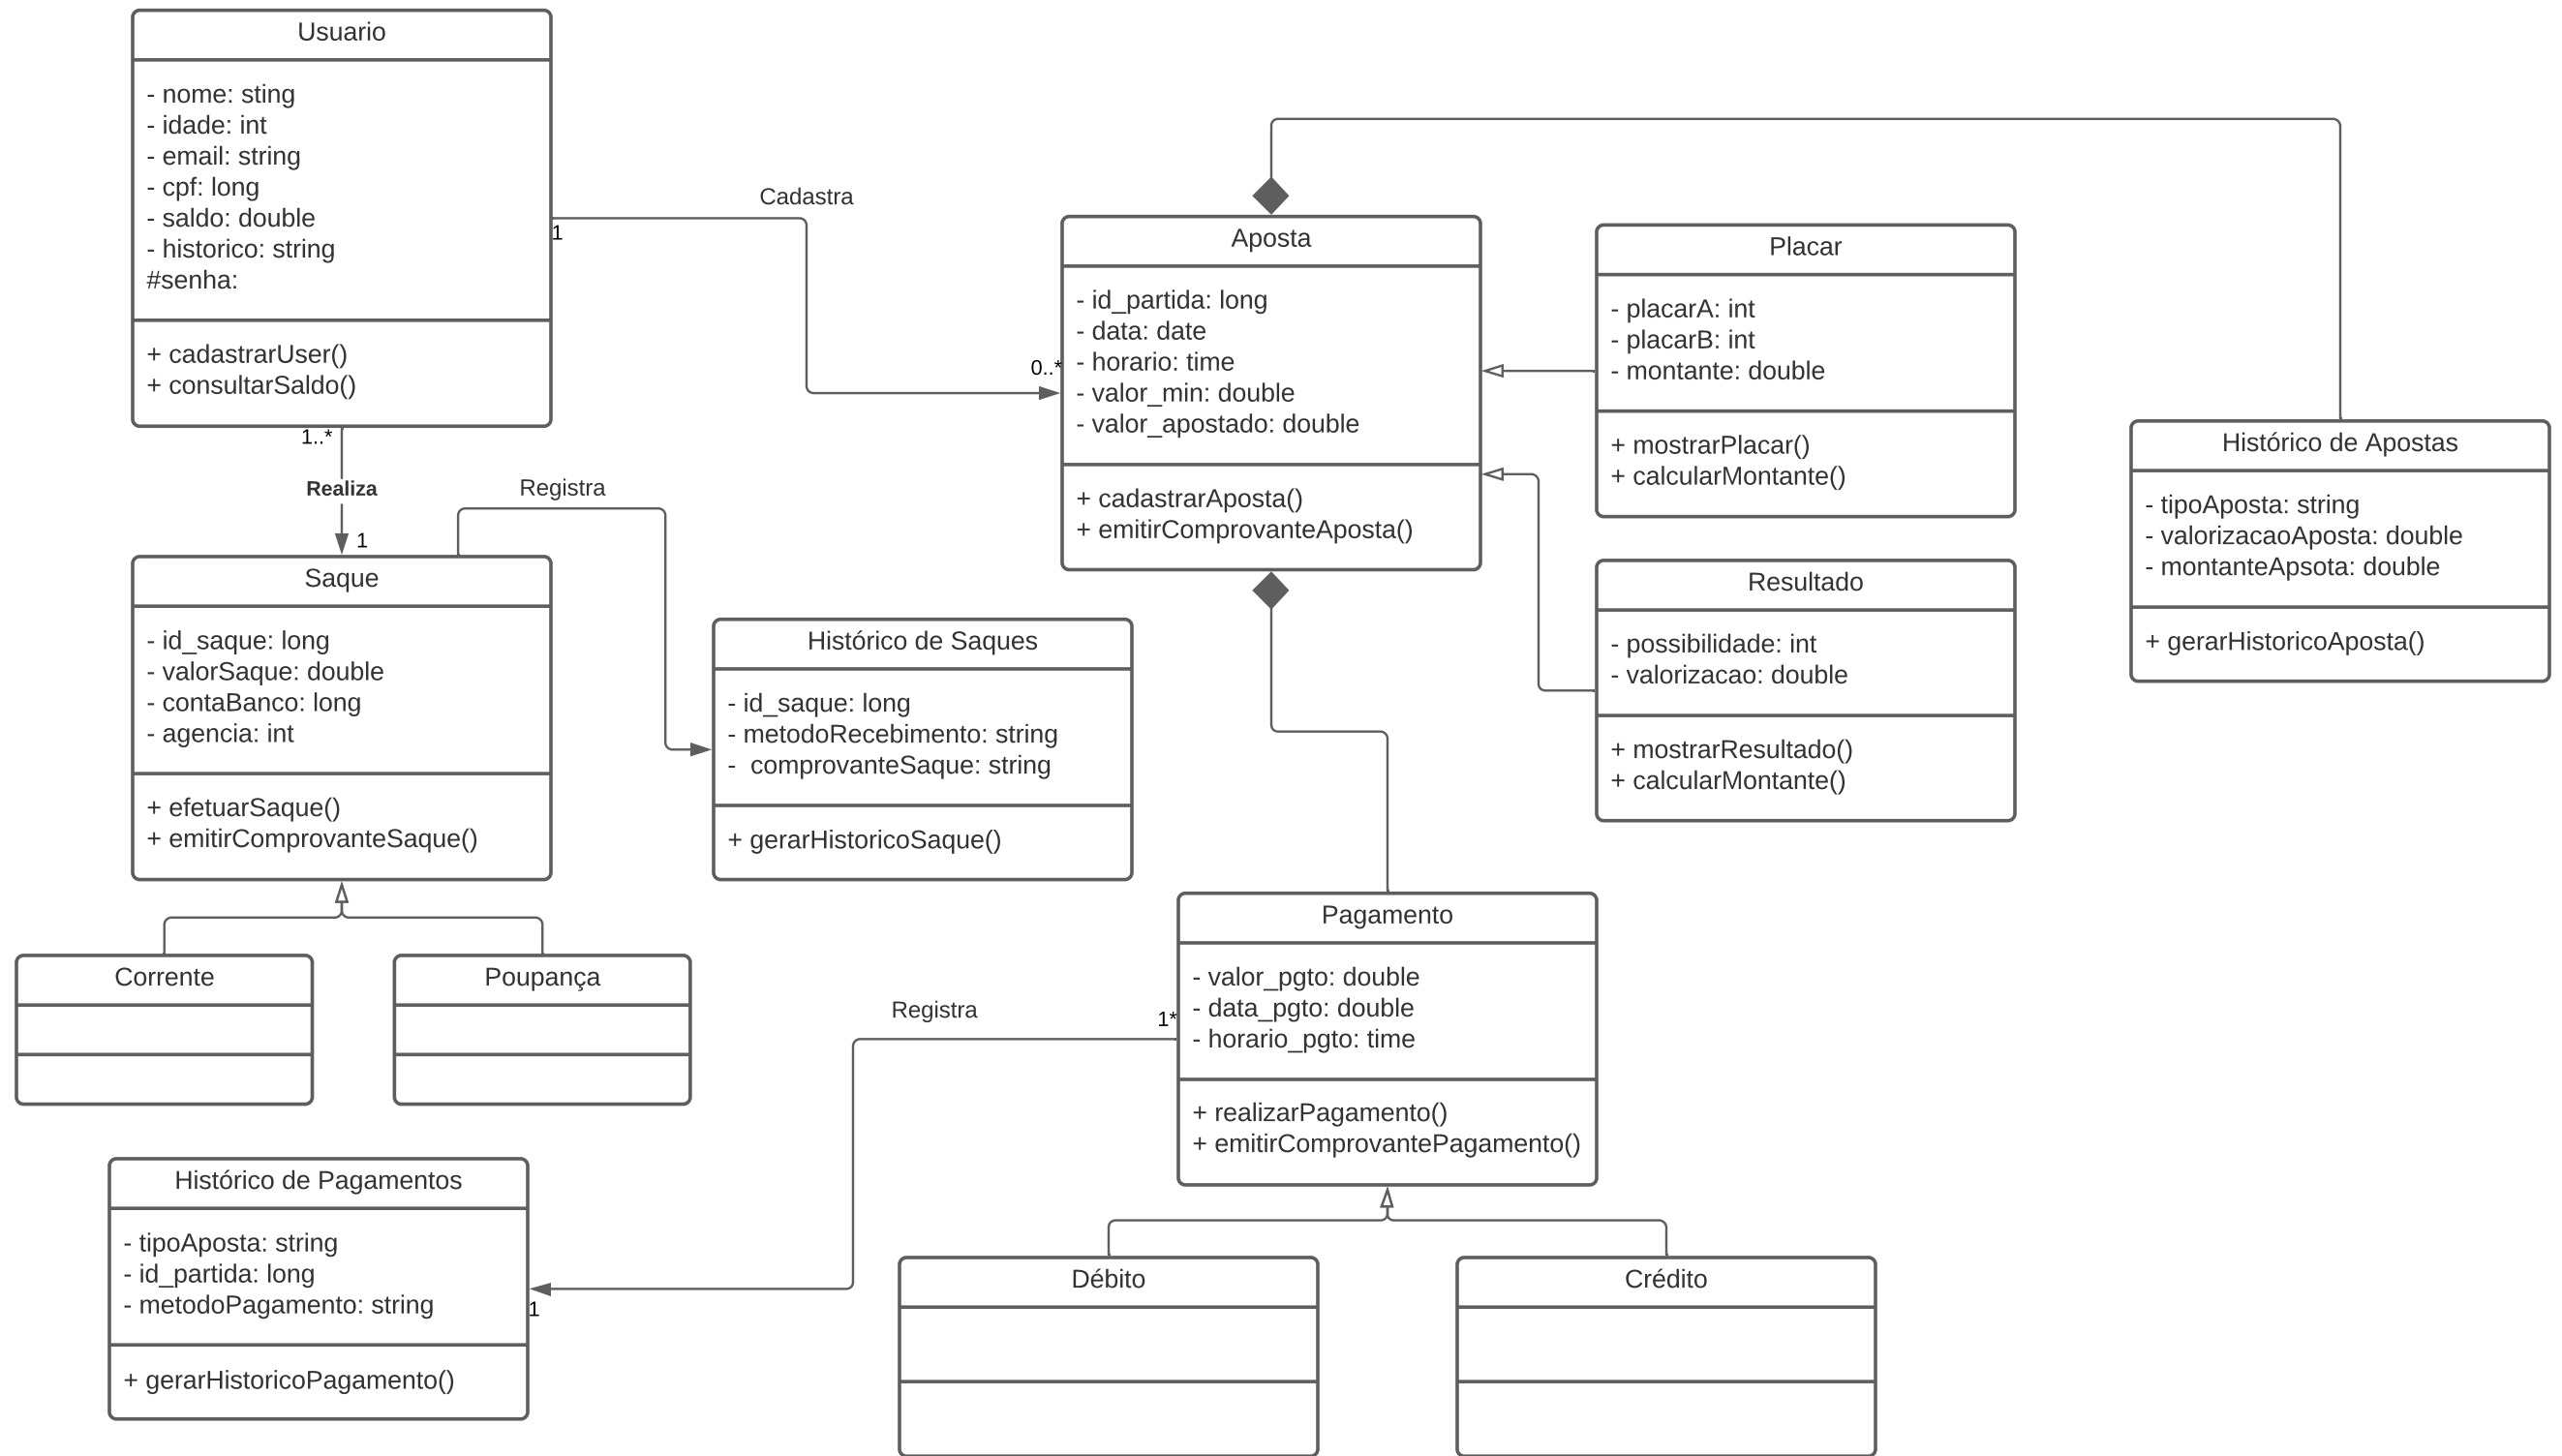 Usuario
- nome: sting
- idade: int
- email: string
- cpf: long
- saldo: double
- historico: string
#senha:
+ cadastrarUser()
+ consultarSaldo()
Cadastra
1
0..*
Aposta
- id_partida: long
- data: date
- horario: time
- valor_min: double
- valor_apostado: double
+ cadastrarAposta()
+ emitirComprovanteAposta()
Placar
- placarA: int
- placarB: int
- montante: double
+ mostrarPlacar()
+ calcularMontante()
Histórico de Apostas
- tipoAposta: string
- valorizacaoAposta: double
- montanteApsota: double
+ gerarHistoricoAposta()
1..*
Realiza
1
Registra
Saque
- id_saque: long
- valorSaque: double
- contaBanco: long
- agencia: int
+ efetuarSaque()
+ emitirComprovanteSaque()
Histórico de Saques
- id_saque: long
- metodoRecebimento: string
-  comprovanteSaque: string
+ gerarHistoricoSaque()
Resultado
- possibilidade: int
- valorizacao: double
+ mostrarResultado()
+ calcularMontante()
Corrente
Poupança
Pagamento
- valor_pgto: double
- data_pgto: double
- horario_pgto: time
+ realizarPagamento()
+ emitirComprovantePagamento()
Registra
1*
1
Histórico de Pagamentos
- tipoAposta: string
- id_partida: long
- metodoPagamento: string
+ gerarHistoricoPagamento()
Débito
Crédito